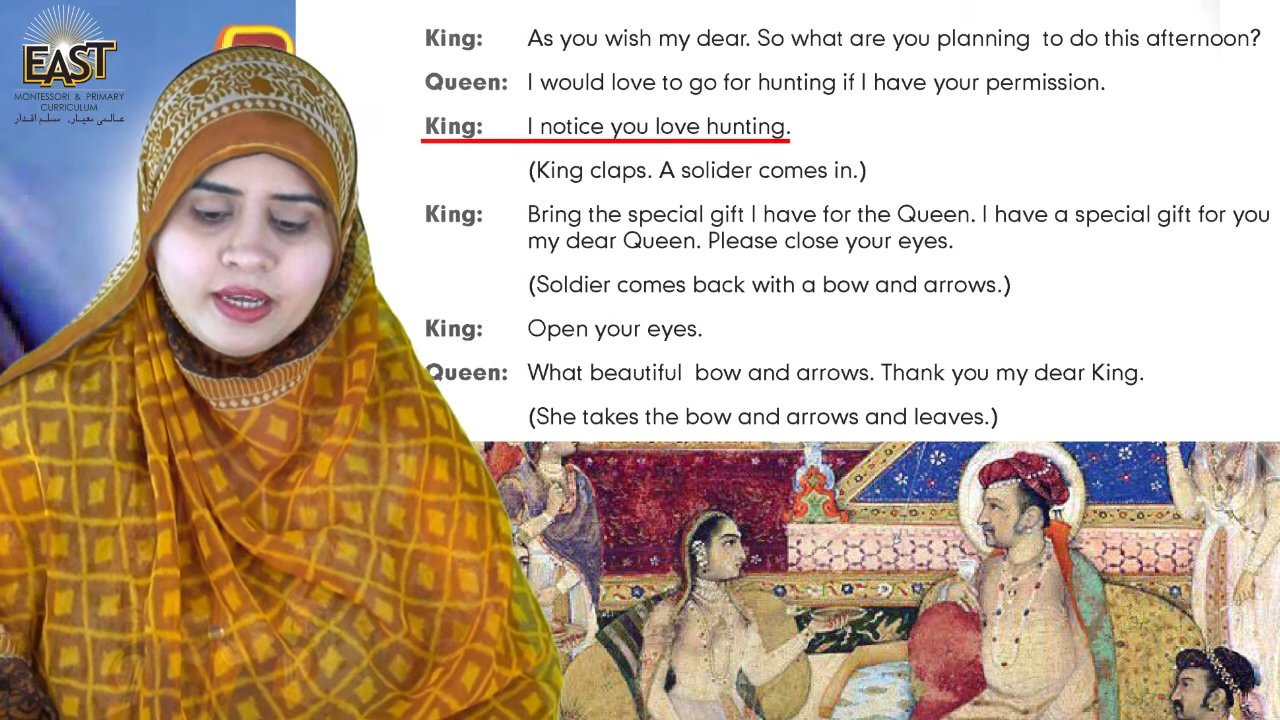 EAST
MONTESSORI & PRIMARY
CURRICULUM
عالمی معیار، مسلم اقدار
King: As you wish my dear. So what are you planning  to do this afternoon?
Queen: I would love to go for hunting if I have your permission.
King: I notice you love hunting.
(King claps. A solider comes in.)
King: Bring the special gift I have for the Queen. I have a special gift for you
my dear Queen. Please close your eyes.
(Soldier comes back with a bow and arrows.)
King: Open your eyes.
Queen: What beautiful  bow and arrows. Thank you my dear King.
(She takes the bow and arrows and leaves.)